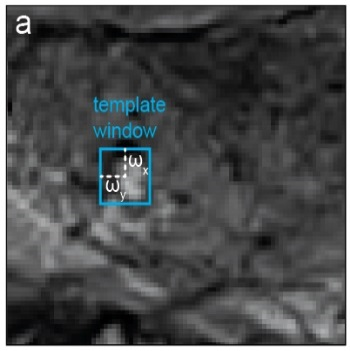 a
template
window
ωx
ωy